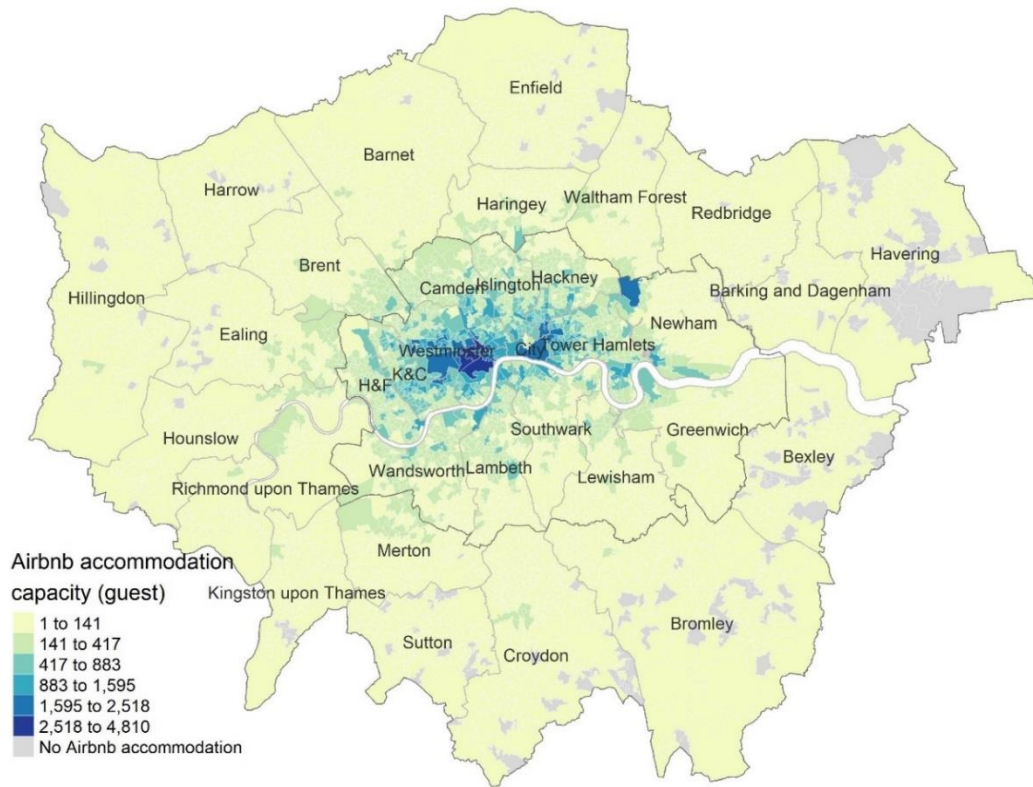 Enfield
Barnet
Harrow
Haringey
Waltham Forest
Redbridge
Havering
Brent
Hillingdon
Camden
Islington
Hackney
Barking and Dagenham
Ealing
Newham
Westminster
City
Tower Hamlets
K&C
H&F
Hounslow
Southwark
Greenwich
Bexley
Wandsworth
Lambeth
Lewisham
Richmond upon Thames
Merton
Kingston upon Thames
Bromley
Sutton
Croydon
Airbnb accommodation
capacity (guest)
1 to 141
141 to 417
417 to 883
883 to 1,595
1,595 to 2,518
2,518 to 4,810
No Airbnb accommodation